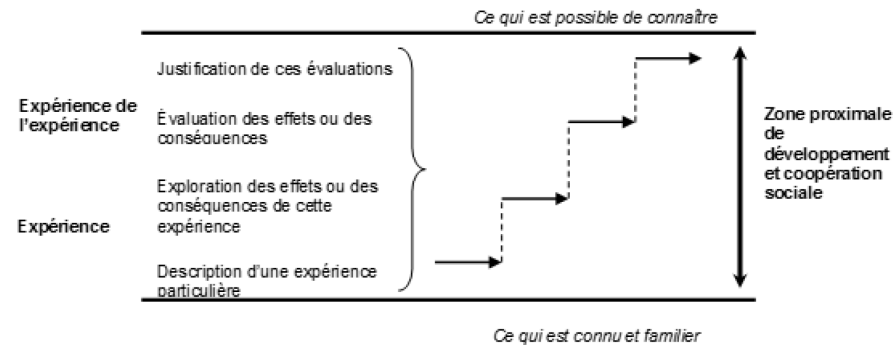 Ce qui est possible de connaître
Justification de ces évaluations
Expérience de
l'expérience
Évaluation des effets ou des
conséquences
Exploration des effets ou des
conséquences de cette
expérience
Expérience
Description d'une expérience
particulière
Zone proximale
de
développement
et coopération
sociale
Ce qui est connu et familier